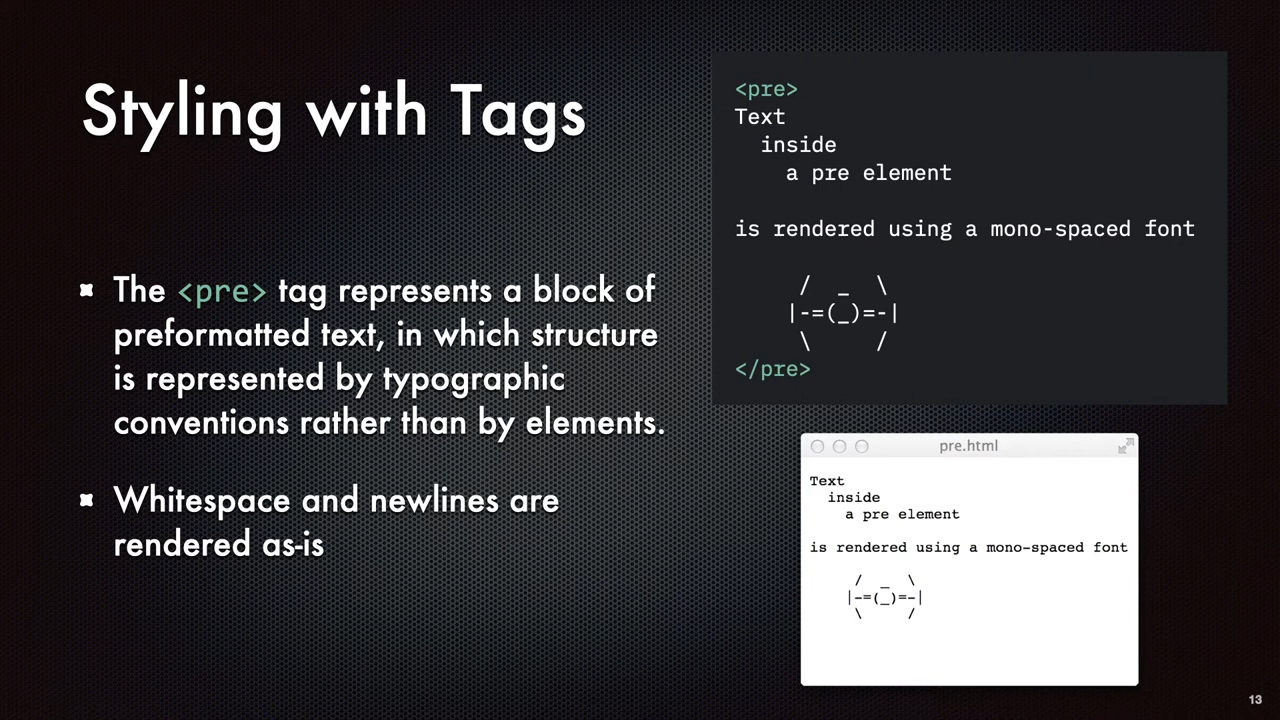 Styling with Tags
The <pre> tag represents a block of
preformatted text, in which structure
is represented by typographic
conventions rather than by elements.
Whitespace and newlines are
rendered as-is
<pre>
Text
  inside
    a pre element

is rendered using a mono-spaced font

     /  _  \
    |-=(_)=-|
     \     /
</pre>
pre.html
Text
  inside
    a pre element

is rendered using a mono-spaced font

     /  _  \
    |-=(_)=-|
     \     /
13